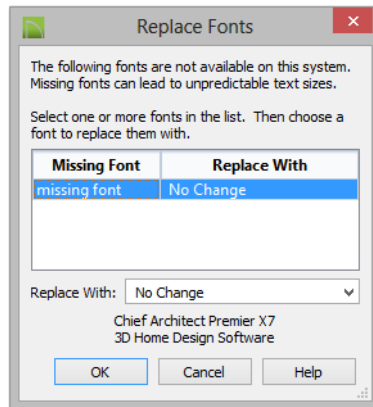 Replace Fonts
The following fonts are not available on this system.
Missing fonts can lead to unpredictable text sizes.
Select one or more fonts in the list. Then choose a
font to replace them with.
Missing Font Replace With
missing font No Change
Replace With: No Change
Chief Architect Premier X7
3D Home Design Software
OK Cancel Help